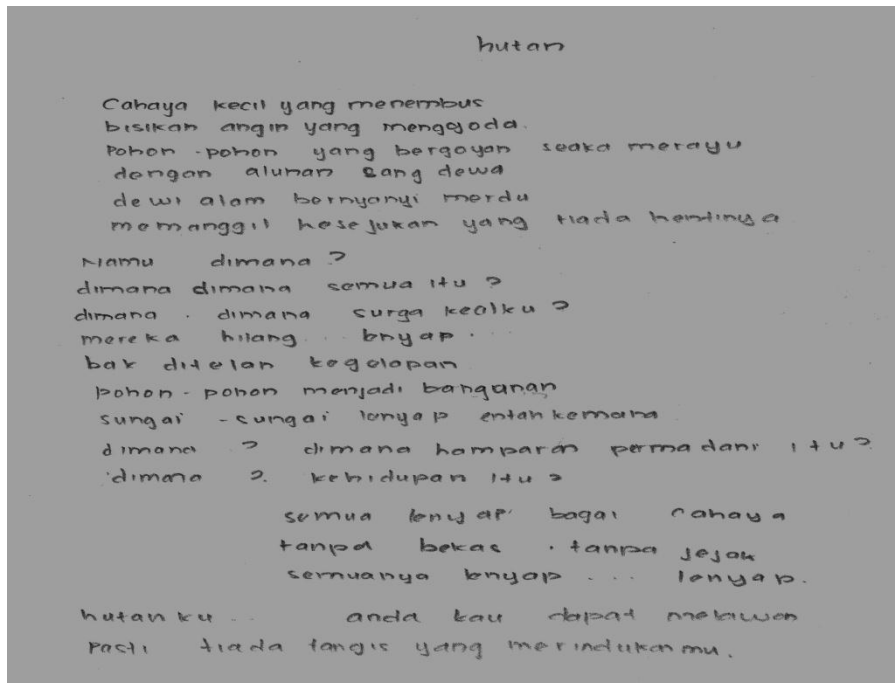 hutan
Cahaya kecil yang menembus
bisikan angin yang menggoda.
Pohon-pohon yang bergoyan seaka merayu
dengan alunan sang dewa
dewi alam bernyanyi merdu
memanggil kesejukan yang tiada hentinya
Namu dimana?
dimana dimana semua itu?
dimana. dimana surga kecilku?
mereka hilang... lenyap...
bak ditelan kegelapan
pohon-pohon menjadi bangunan
sungai-sungai lenyap entah kemana
dimana? dimana hamparan permadani itu?
dimana?. kehidupan itu?
semua lenyap bagai cahaya
tanpa bekas. tanpa jejak
semuanya lenyap... lenyap.
hutanku... anda kau dapat melawan
pasti tiada tangis yang merindukanmu.